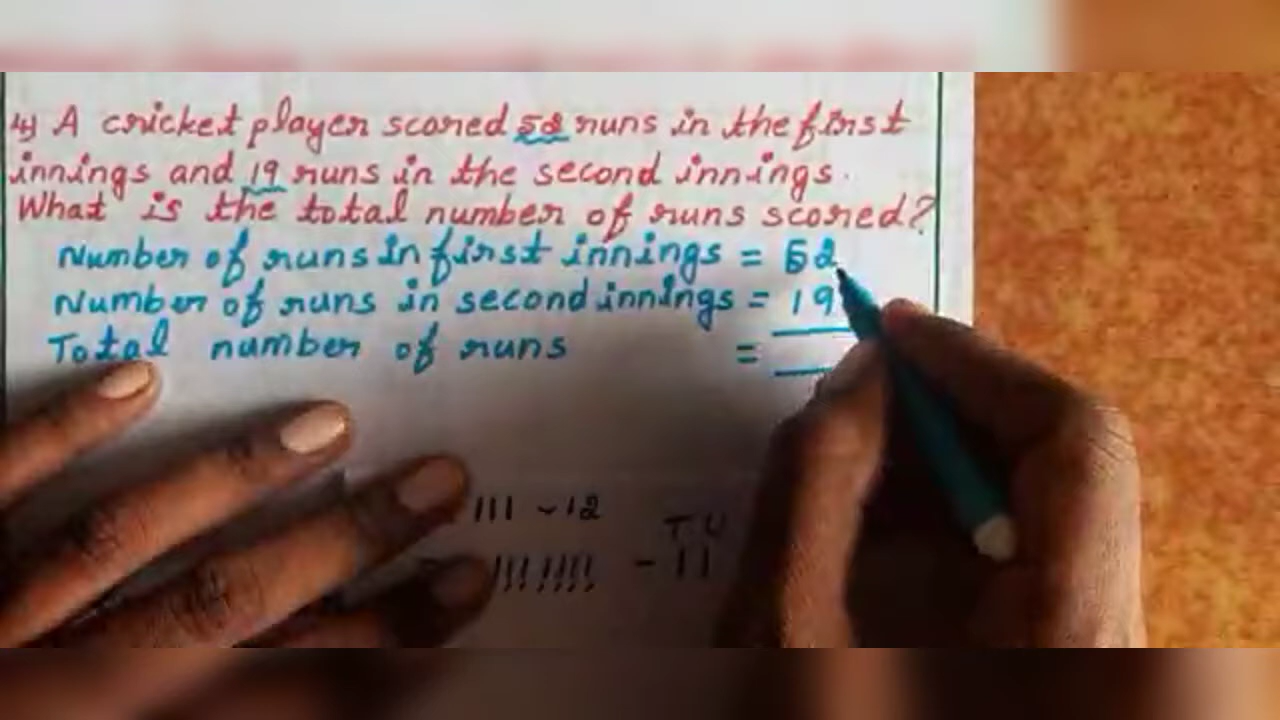 4) A cricket player scored 52 runs in the first
innings and 19 runs in the second innings.
What is the total number of runs scored?
Number of runs in first innings = 52
Number of runs in second innings = 19
Total number of runs =
111 - 12
T U
!!! !!!! - 11